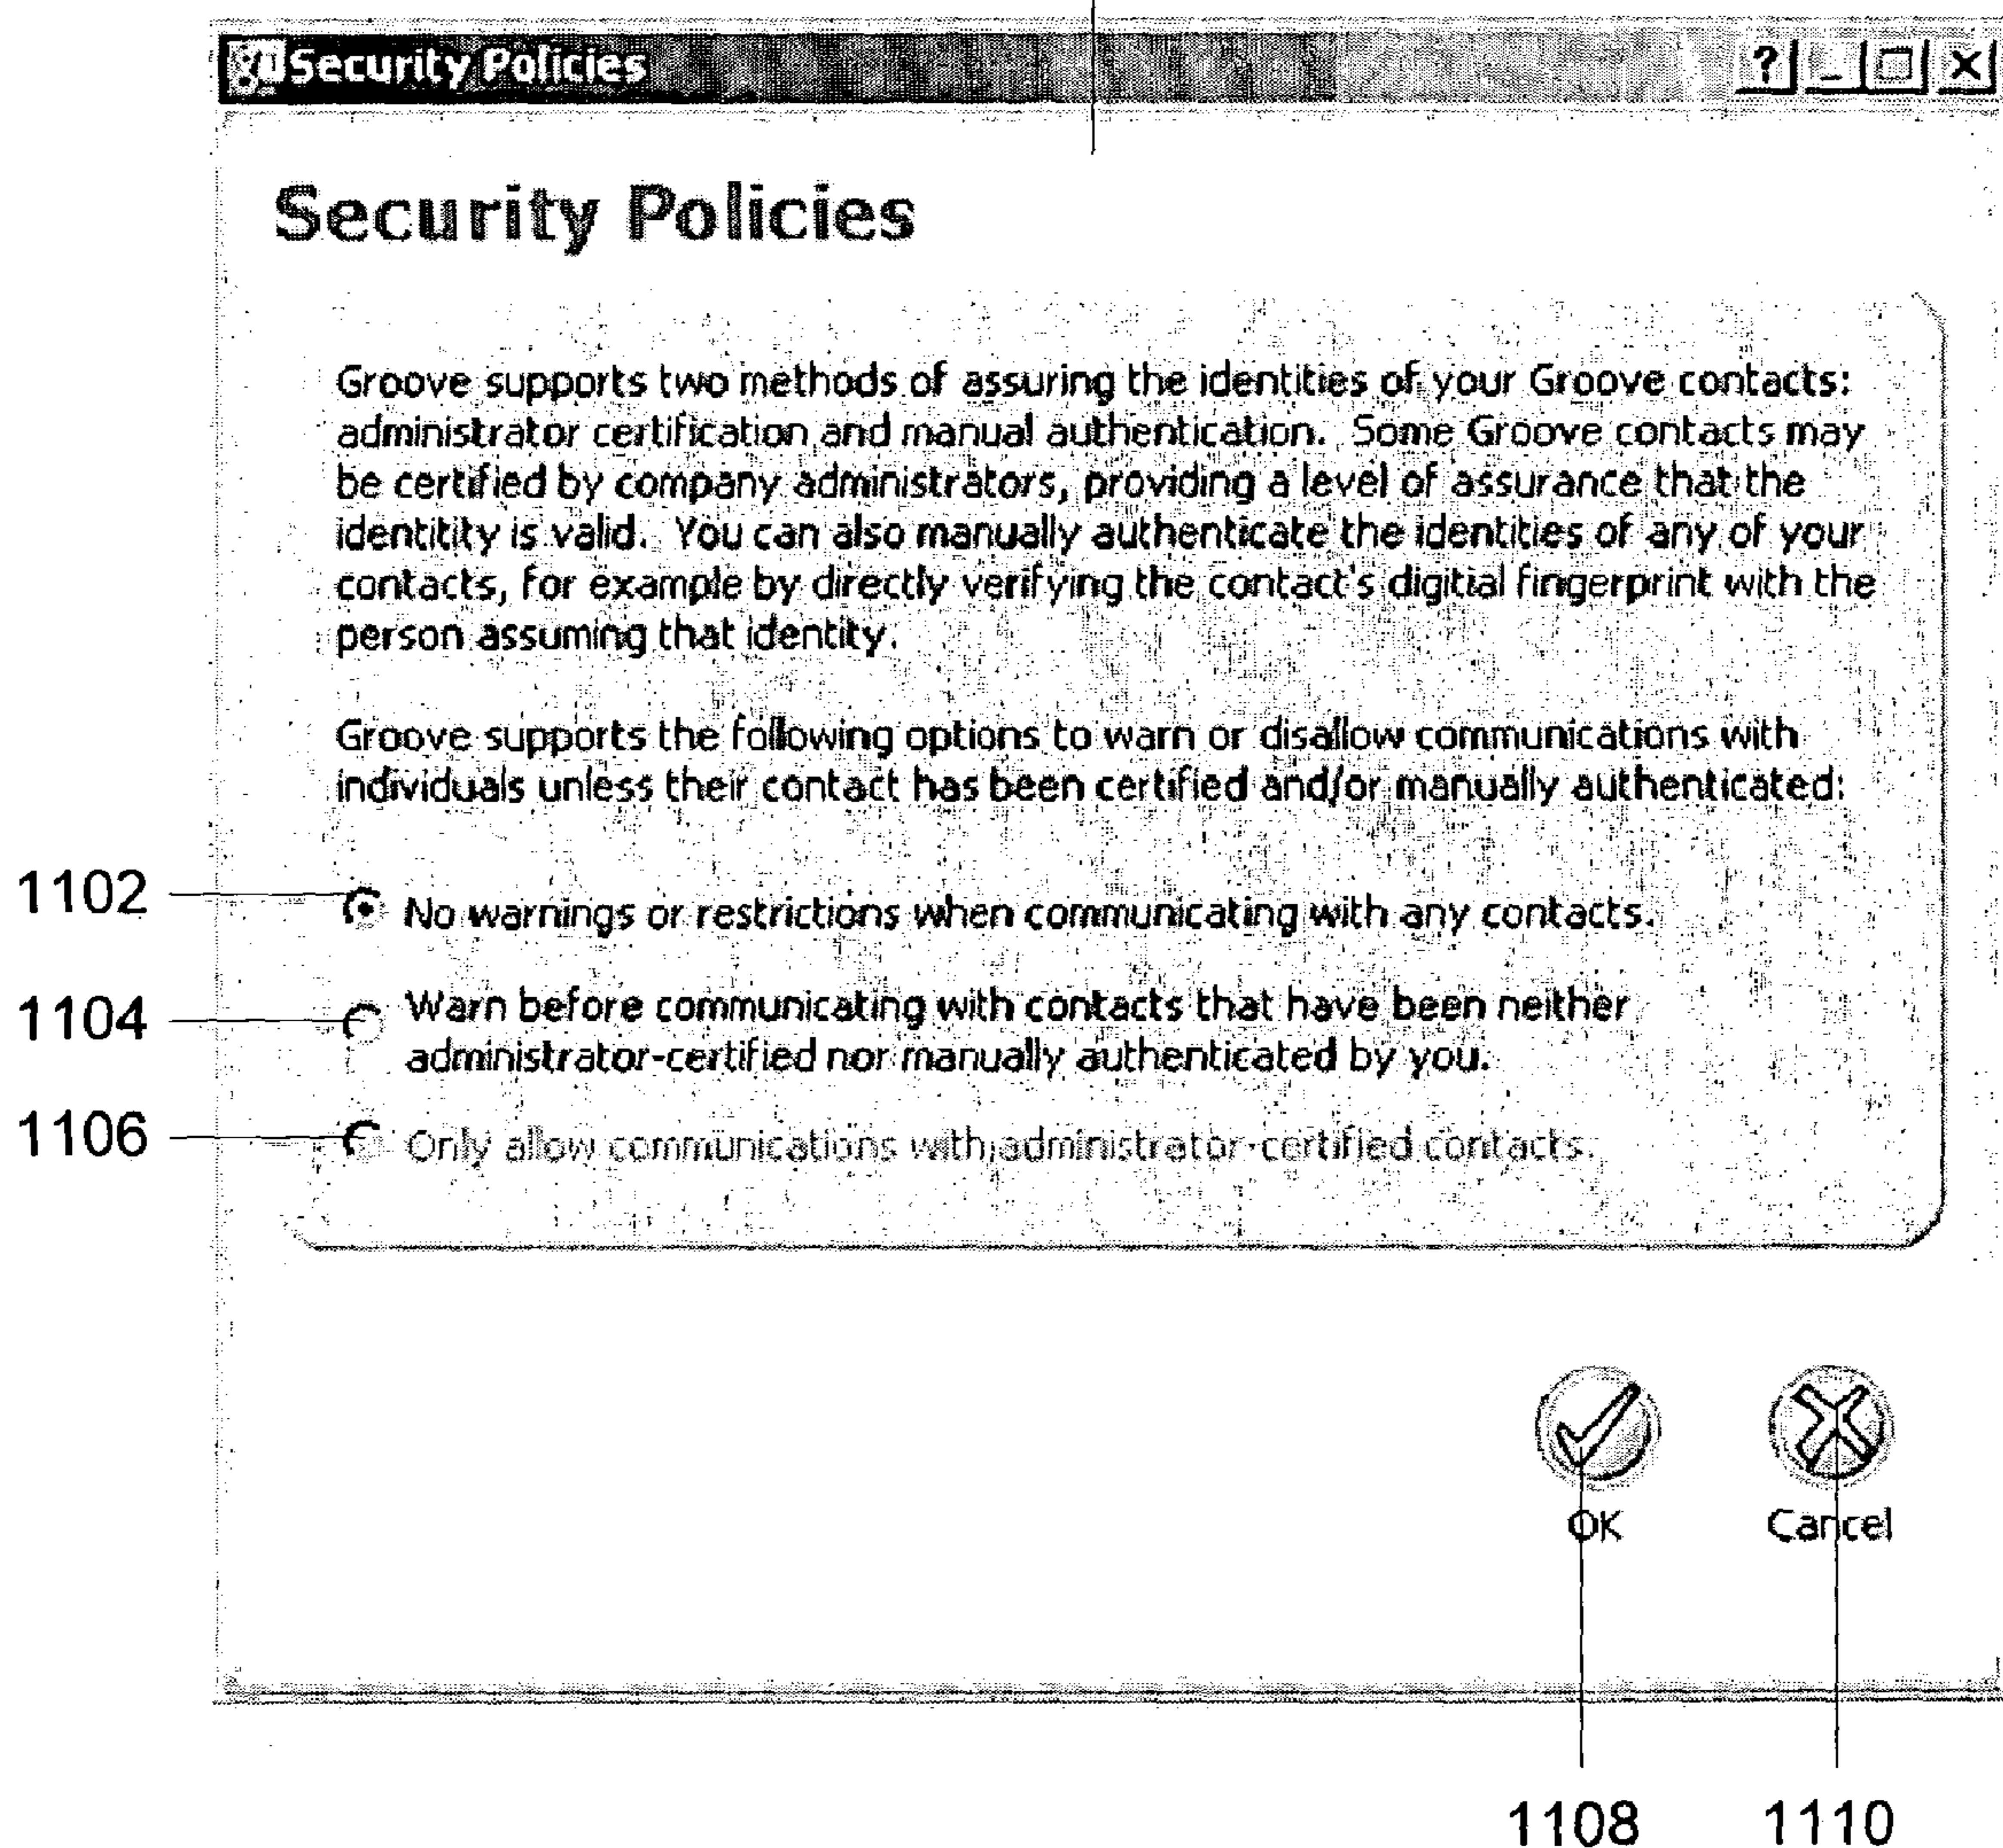 Security Policies
Security Policies
Groove supports two methods of assuring the identities of your Groove contacts:
administrator certification and manual authentication. Some Groove contacts may
be certified by company administrators, providing a level of assurance that the
identitity is valid. You can also manually authenticate the identities of any of your
contacts, for example by directly verifying the contact's digitial fingerprint with the
person assuming that identity.
Groove supports the following options to warn or disallow communications with
individuals unless their contact has been certified and/or manually authenticated:
1102 No warnings or restrictions when communicating with any contacts.
1104 Warn before communicating with contacts that have been neither
administrator-certified nor manually authenticated by you.
1106 Only allow communications with administrator-certified contacts.
OK Cancel
1108 1110